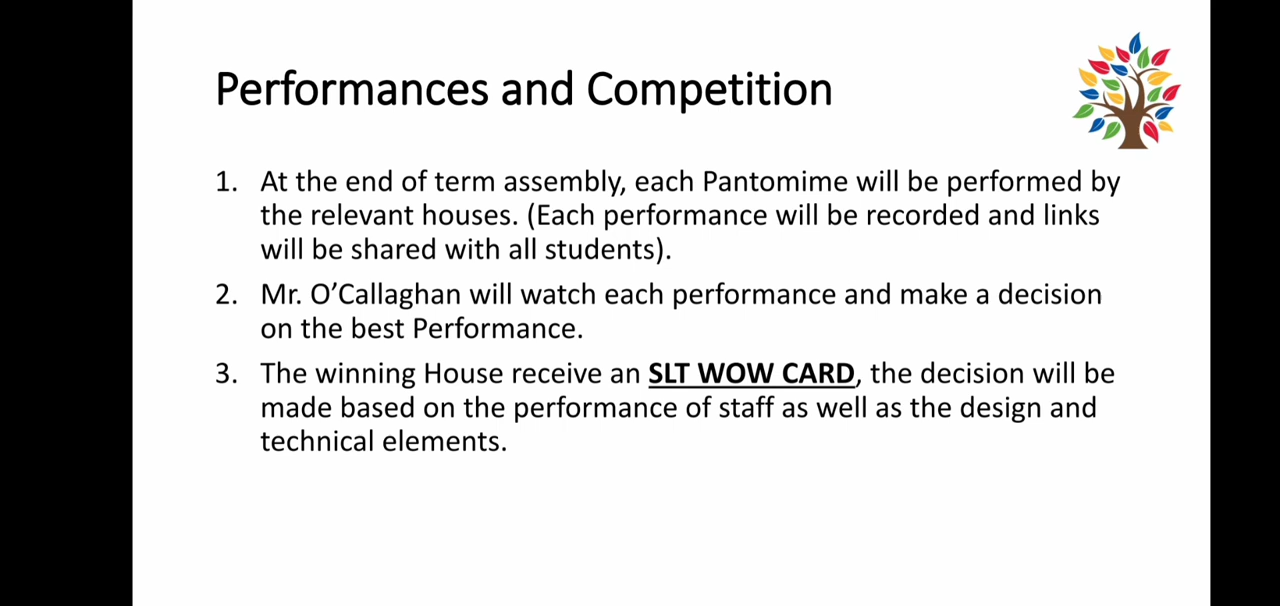 Performances and Competition
1. At the end of term assembly, each Pantomime will be performed by
the relevant houses. (Each performance will be recorded and links
will be shared with all students).
2. Mr. O’Callaghan will watch each performance and make a decision
on the best Performance.
3. The winning House receive an SLT WOW CARD, the decision will be
made based on the performance of staff as well as the design and
technical elements.